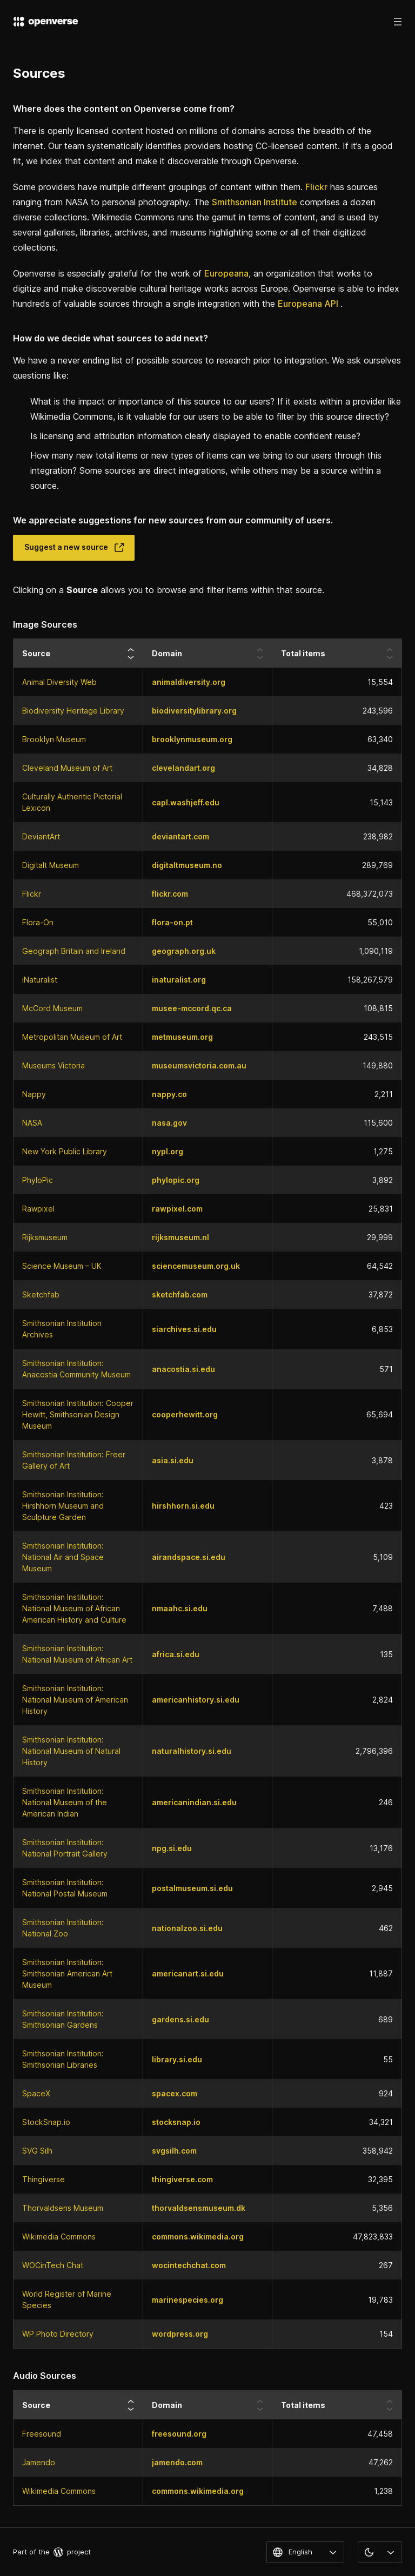 openverse
Sources
Where does the content on Openverse come from?
There is openly licensed content hosted on millions of domains across the breadth of the
internet. Our team systematically identifies providers hosting CC-licensed content. If it's a good
fit, we index that content and make it discoverable through Openverse.
Some providers have multiple different groupings of content within them. Flickr has sources
ranging from NASA to personal photography. The Smithsonian Institute comprises a dozen
diverse collections. Wikimedia Commons runs the gamut in terms of content, and is used by
several galleries, libraries, archives, and museums highlighting some or all of their digitized
collections.
Openverse is especially grateful for the work of Europeana, an organization that works to
digitize and make discoverable cultural heritage works across Europe. Openverse is able to index
hundreds of valuable sources through a single integration with the Europeana API .
How do we decide what sources to add next?
We have a never ending list of possible sources to research prior to integration. We ask ourselves
questions like:
What is the impact or importance of this source to our users? If it exists within a provider like
Wikimedia Commons, is it valuable for our users to be able to filter by this source directly?
Is licensing and attribution information clearly displayed to enable confident reuse?
How many new total items or new types of items can we bring to our users through this
integration? Some sources are direct integrations, while others may be a source within a
source.
We appreciate suggestions for new sources from our community of users.
Suggest a new source
Clicking on a Source allows you to browse and filter items within that source.
Image Sources
Source Domain Total items
Animal Diversity Web animaldiversity.org 15,554
Biodiversity Heritage Library biodiversitylibrary.org 243,596
Brooklyn Museum brooklynmuseum.org 63,340
Cleveland Museum of Art clevelandart.org 34,828
Culturally Authentic Pictorial
Lexicon capl.washjeff.edu 15,143
DeviantArt deviantart.com 238,982
Digitalt Museum digitaltmuseum.no 289,769
Flickr flickr.com 468,372,073
Flora-On flora-on.pt 55,010
Geograph Britain and Ireland geograph.org.uk 1,090,119
iNaturalist inaturalist.org 158,267,579
McCord Museum musee-mccord.qc.ca 108,815
Metropolitan Museum of Art metmuseum.org 243,515
Museums Victoria museumsvictoria.com.au 149,880
Nappy nappy.co 2,211
NASA nasa.gov 115,600
New York Public Library nypl.org 1,275
PhyloPic phylopic.org 3,892
Rawpixel rawpixel.com 25,831
Rijksmuseum rijksmuseum.nl 29,999
Science Museum – UK sciencemuseum.org.uk 64,542
Sketchfab sketchfab.com 37,872
Smithsonian Institution
Archives siarchives.si.edu 6,853
Smithsonian Institution:
Anacostia Community Museum anacostia.si.edu 571
Smithsonian Institution: Cooper
Hewitt, Smithsonian Design
Museum cooperhewitt.org 65,694
Smithsonian Institution: Freer
Gallery of Art asia.si.edu 3,878
Smithsonian Institution:
Hirshhorn Museum and
Sculpture Garden hirshhorn.si.edu 423
Smithsonian Institution:
National Air and Space
Museum airandspace.si.edu 5,109
Smithsonian Institution:
National Museum of African
American History and Culture nmaahc.si.edu 7,488
Smithsonian Institution:
National Museum of African Art africa.si.edu 135
Smithsonian Institution:
National Museum of American
History americanhistory.si.edu 2,824
Smithsonian Institution:
National Museum of Natural
History naturalhistory.si.edu 2,796,396
Smithsonian Institution:
National Museum of the
American Indian americanindian.si.edu 246
Smithsonian Institution:
National Portrait Gallery npg.si.edu 13,176
Smithsonian Institution:
National Postal Museum postalmuseum.si.edu 2,945
Smithsonian Institution:
National Zoo nationalzoo.si.edu 462
Smithsonian Institution:
Smithsonian American Art
Museum americanart.si.edu 11,887
Smithsonian Institution:
Smithsonian Gardens gardens.si.edu 689
Smithsonian Institution:
Smithsonian Libraries library.si.edu 55
SpaceX spacex.com 924
StockSnap.io stocksnap.io 34,321
SVG Silh svgsilh.com 358,942
Thingiverse thingiverse.com 32,395
Thorvaldsens Museum thorvaldsensmuseum.dk 5,356
Wikimedia Commons commons.wikimedia.org 47,823,833
WOCinTech Chat wocintechchat.com 267
World Register of Marine
Species marinespecies.org 19,783
WP Photo Directory wordpress.org 154
Audio Sources
Source Domain Total items
Freesound freesound.org 47,458
Jamendo jamendo.com 47,262
Wikimedia Commons commons.wikimedia.org 1,238
Part of the project English